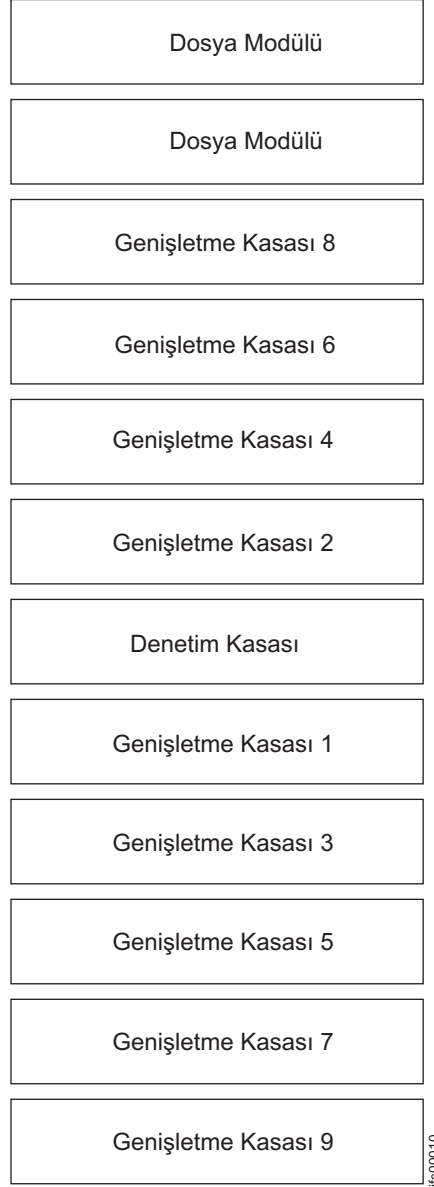 Dosya Modülü
Dosya Modülü
Genişletme Kasası 8
Genişletme Kasası 6
Genişletme Kasası 4
Genişletme Kasası 2
Denetim Kasası
Genişletme Kasası 1
Genişletme Kasası 3
Genişletme Kasası 5
Genişletme Kasası 7
Genişletme Kasası 9